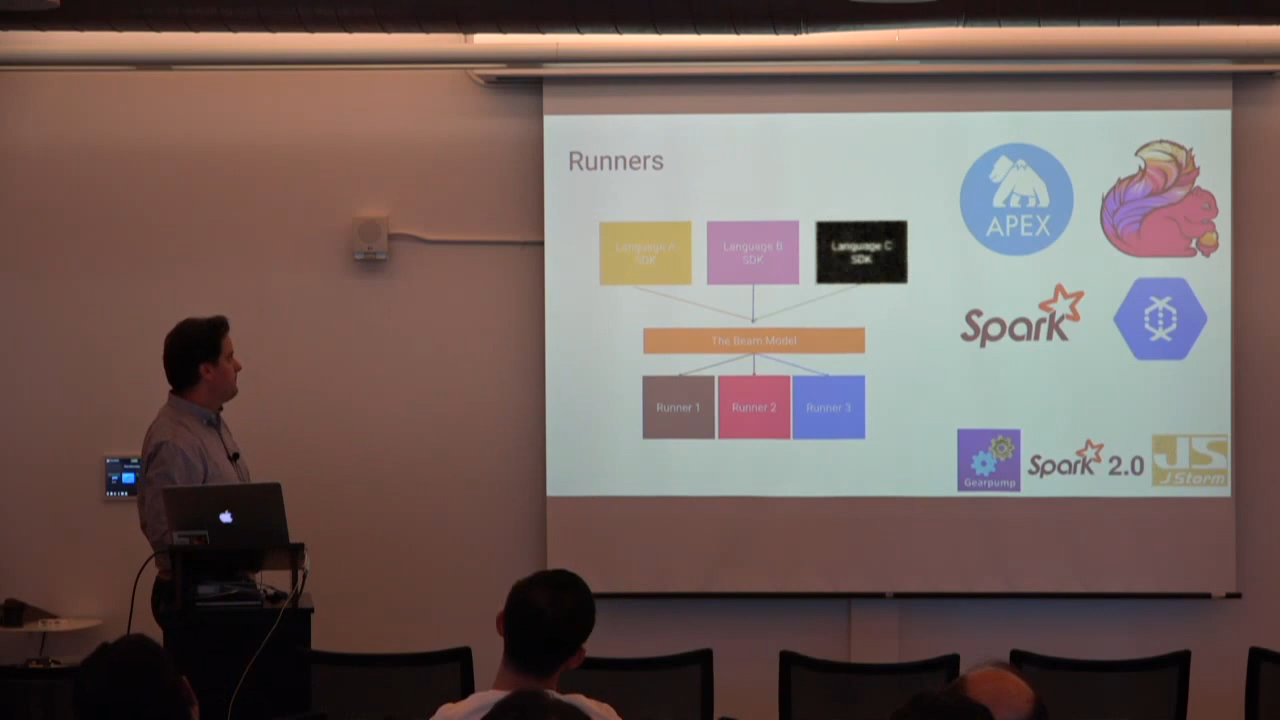 Runners
Language A
SDK
Language B
SDK
Language C
SDK
The Beam Model
Runner 1
Runner 2
Runner 3
APEX
Spark
Gearpump
Spark 2.0
JS
JStorm